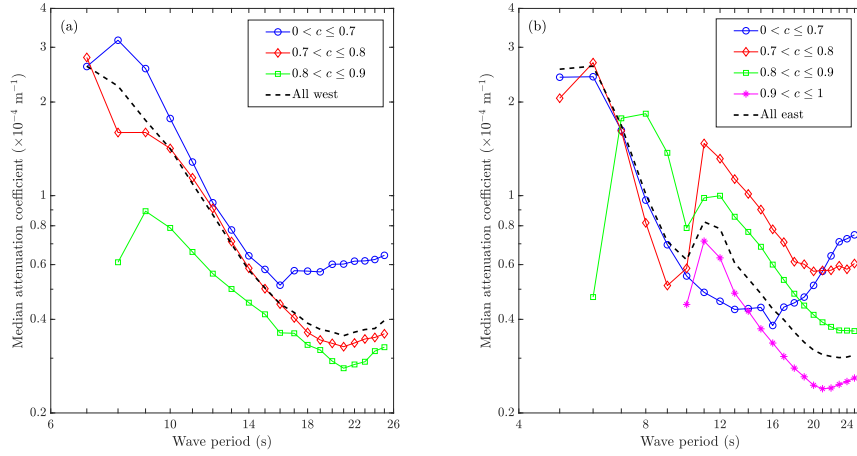 (a)
0 < c ≤ 0.7
0.7 < c ≤ 0.8
0.8 < c ≤ 0.9
All west
4
3
2
1
0.8
0.6
0.4
0.2
Median attenuation coefficient (×10⁻⁴ m⁻¹)
6 10 14 18 22 26
Wave period (s)
(b)
0 < c ≤ 0.7
0.7 < c ≤ 0.8
0.8 < c ≤ 0.9
0.9 < c ≤ 1
All east
4
3
2
1
0.8
0.6
0.4
0.2
Median attenuation coefficient (×10⁻⁴ m⁻¹)
4 8 12 16 20 24
Wave period (s)